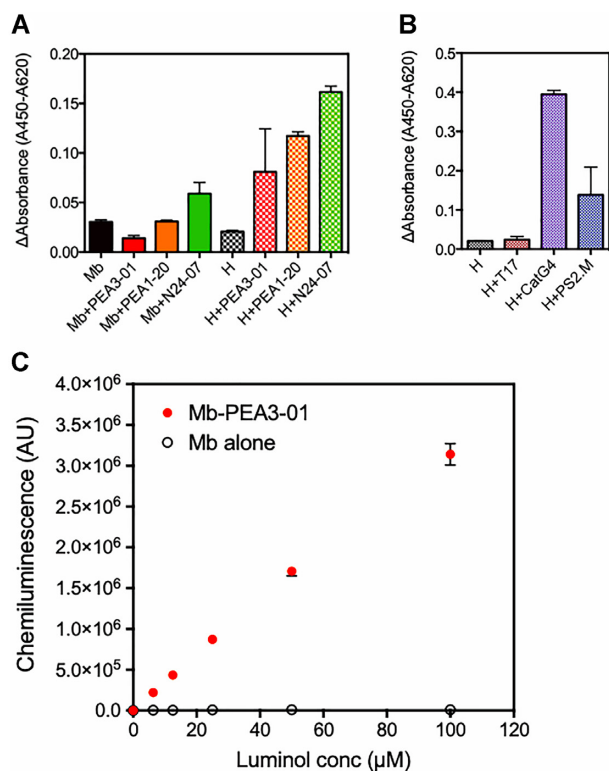 A
ΔAbsorbance (A450-A620)
0.20
0.15
0.10
0.05
0.00
Mb
Mb+PEA3-01
Mb+PEA1-20
Mb+N24-07
H
H+PEA3-01
H+PEA1-20
H+N24-07
B
ΔAbsorbance (A450-A620)
0.5
0.4
0.3
0.2
0.1
0.0
H
H+T17
H+CatG4
H+PS2.M
C
Chemiluminescence (AU)
4.0×10⁶
3.5×10⁶
3.0×10⁶
2.5×10⁶
2.0×10⁶
1.5×10⁶
1.0×10⁶
5.0×10⁵
0.0
Mb-PEA3-01
Mb alone
0 20 40 60 80 100 120
Luminol conc (µM)